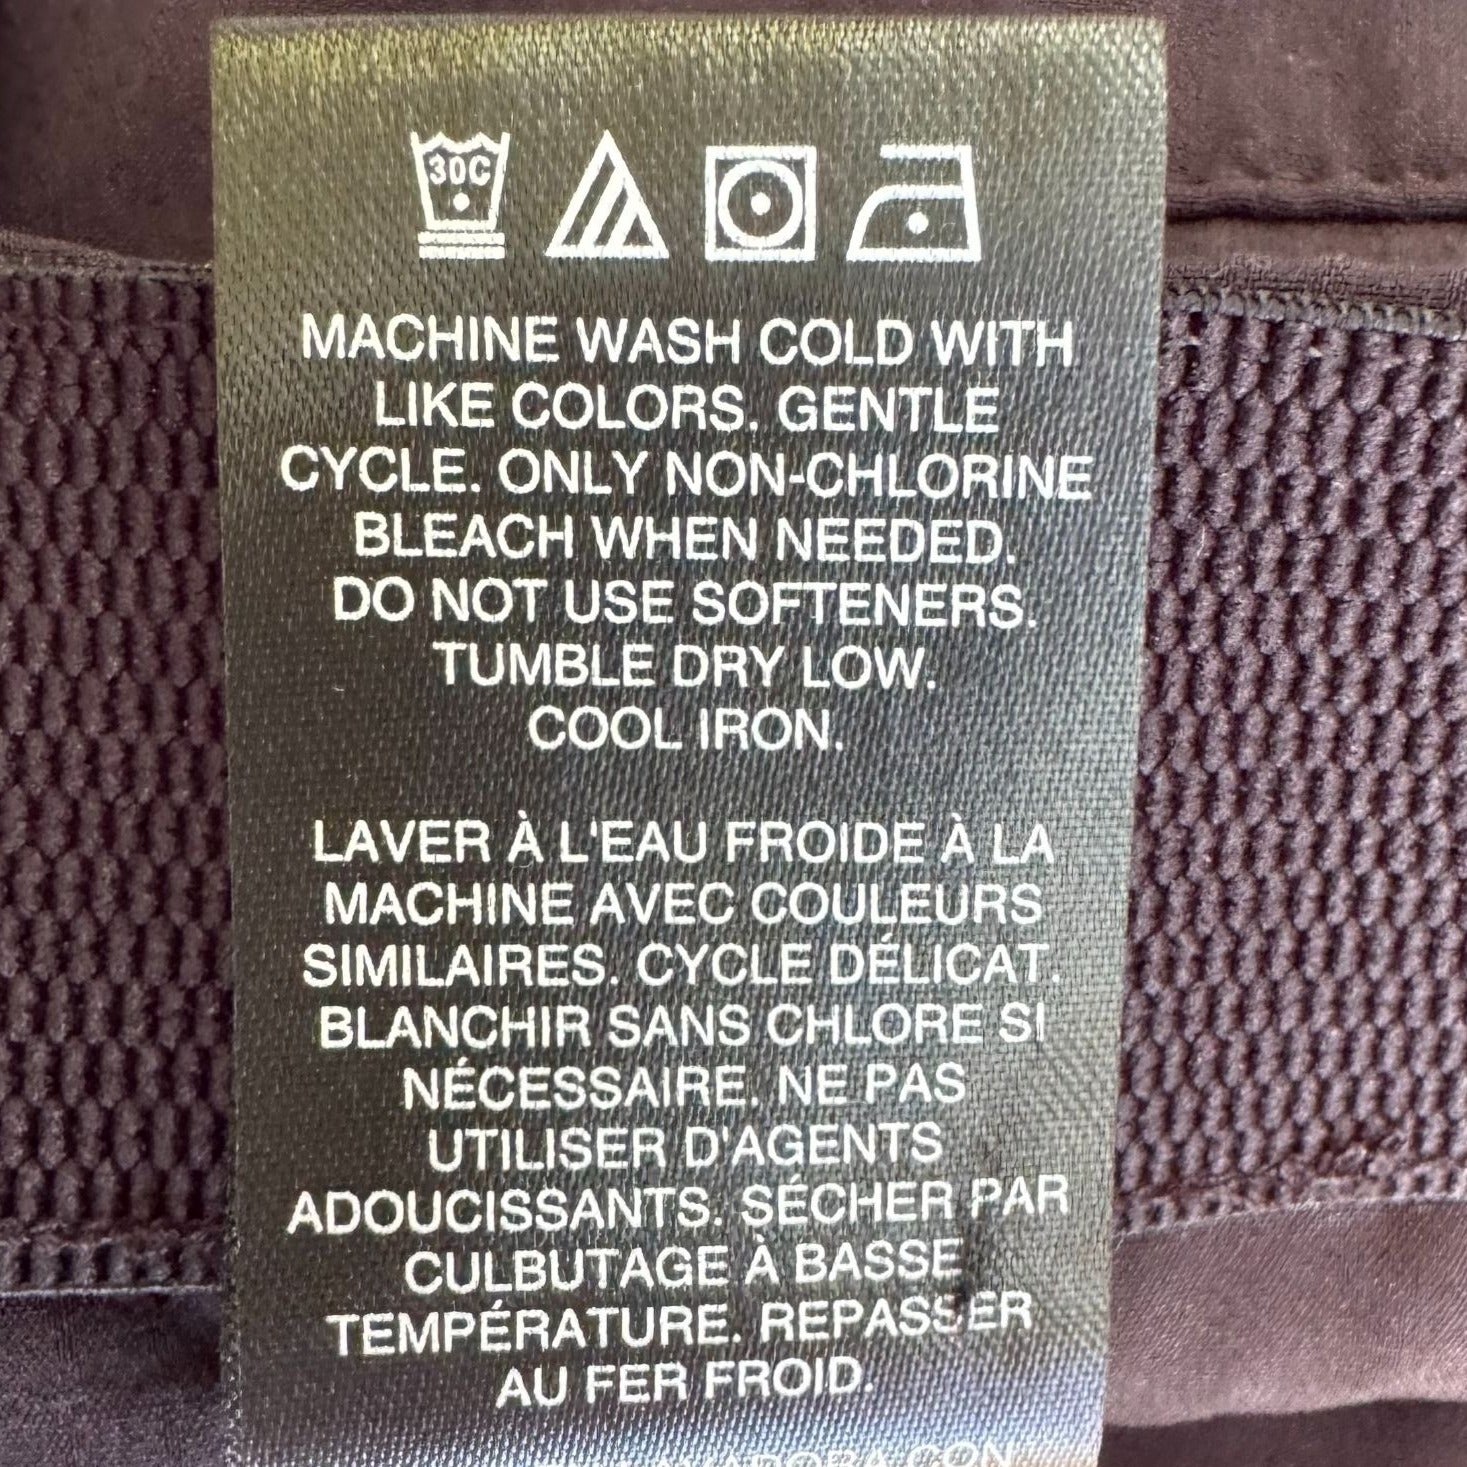 30C
MACHINE WASH COLD WITH
LIKE COLORS. GENTLE
CYCLE. ONLY NON-CHLORINE
BLEACH WHEN NEEDED.
DO NOT USE SOFTENERS.
TUMBLE DRY LOW.
COOL IRON.
LAVER À L'EAU FROIDE À LA
MACHINE AVEC COULEURS
SIMILAIRES. CYCLE DÉLICAT.
BLANCHIR SANS CHLORE SI
NÉCESSAIRE. NE PAS
UTILISER D'AGENTS
ADOUCISSANTS. SÉCHER PAR
CULBUTAGE À BASSE
TEMPÉRATURE. REPASSER
AU FER FROID.